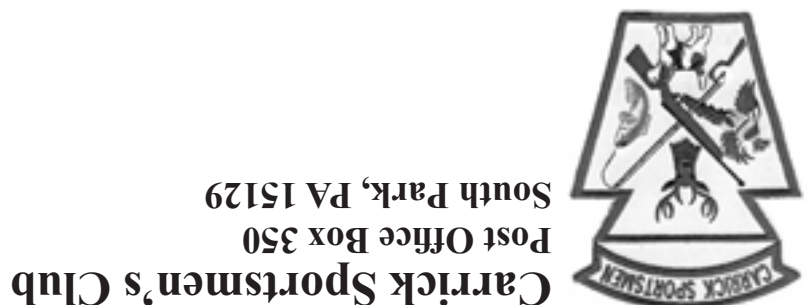 CARRICK SPORTSMEN
Carrick Sportsmen’s Club
Post Office Box 350
South Park, PA 15129